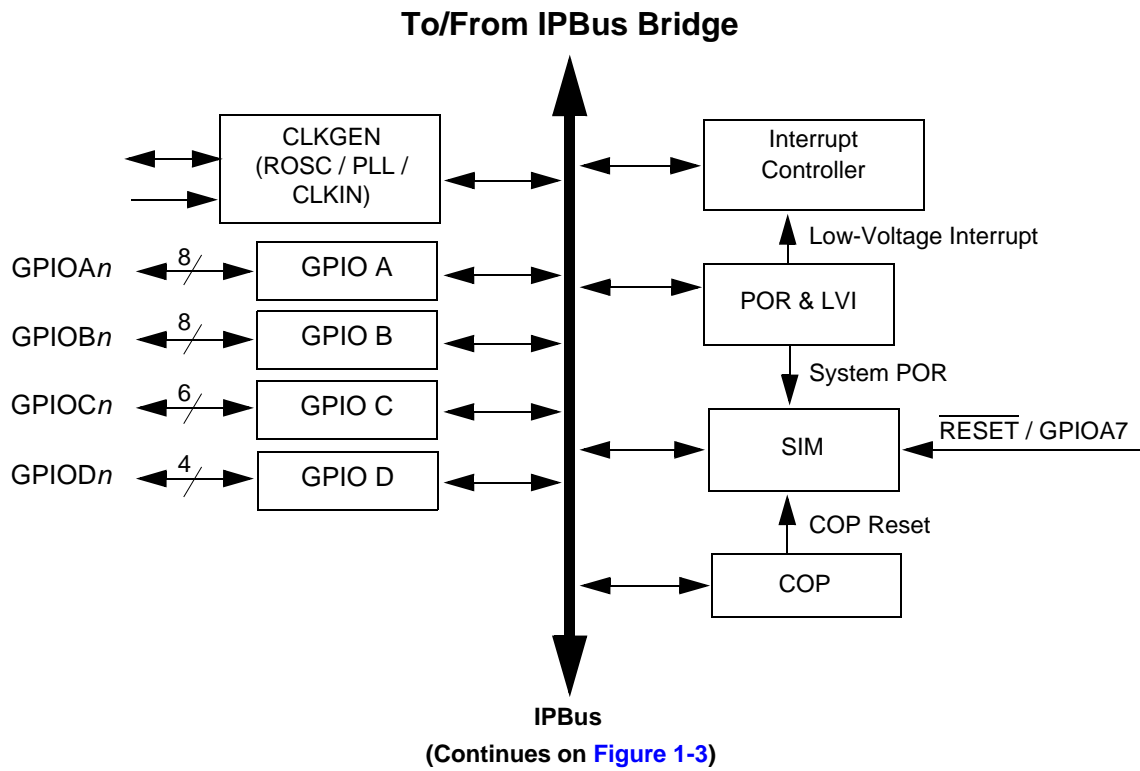 To/From IPBus Bridge
CLKGEN
(ROSC / PLL /
CLKIN)
GPIOAn
8
GPIO A
GPIOBn
8
GPIO B
GPIOCn
6
GPIO C
GPIODn
4
GPIO D
Interrupt
Controller
Low-Voltage Interrupt
POR & LVI
System POR
SIM
RESET / GPIOA7
COP Reset
COP
IPBus
(Continues on Figure 1-3)